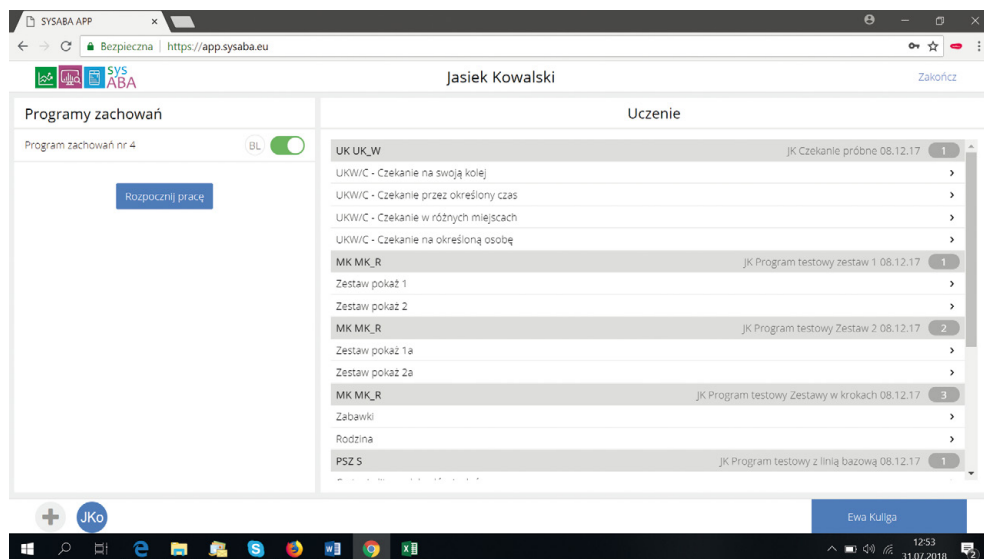 SYSABA APP
Bezpieczna | https://app.sysaba.eu
sys ABA
Jasiek Kowalski
Zakończ
Programy zachowań
Program zachowań nr 4 BL
Rozpocznij pracę
Uczenie
UK UK_W JK Czekanie próbne 08.12.17 1
UKW/C - Czekanie na swoją kolej
UKW/C - Czekanie przez określony czas
UKW/C - Czekanie w różnych miejscach
UKW/C - Czekanie na określoną osobę
MK MK_R JK Program testowy zestaw 1 08.12.17 1
Zestaw pokaż 1
Zestaw pokaż 2
MK MK_R JK Program testowy Zestaw 2 08.12.17 2
Zestaw pokaż 1a
Zestaw pokaż 2a
MK MK_R JK Program testowy Zestawy w krokach 08.12.17 3
Zabawki
Rodzina
PSZ S JK Program testowy z linią bazową 08.12.17 1
JKo
Ewa Kuliga
12:53
31.07.2018